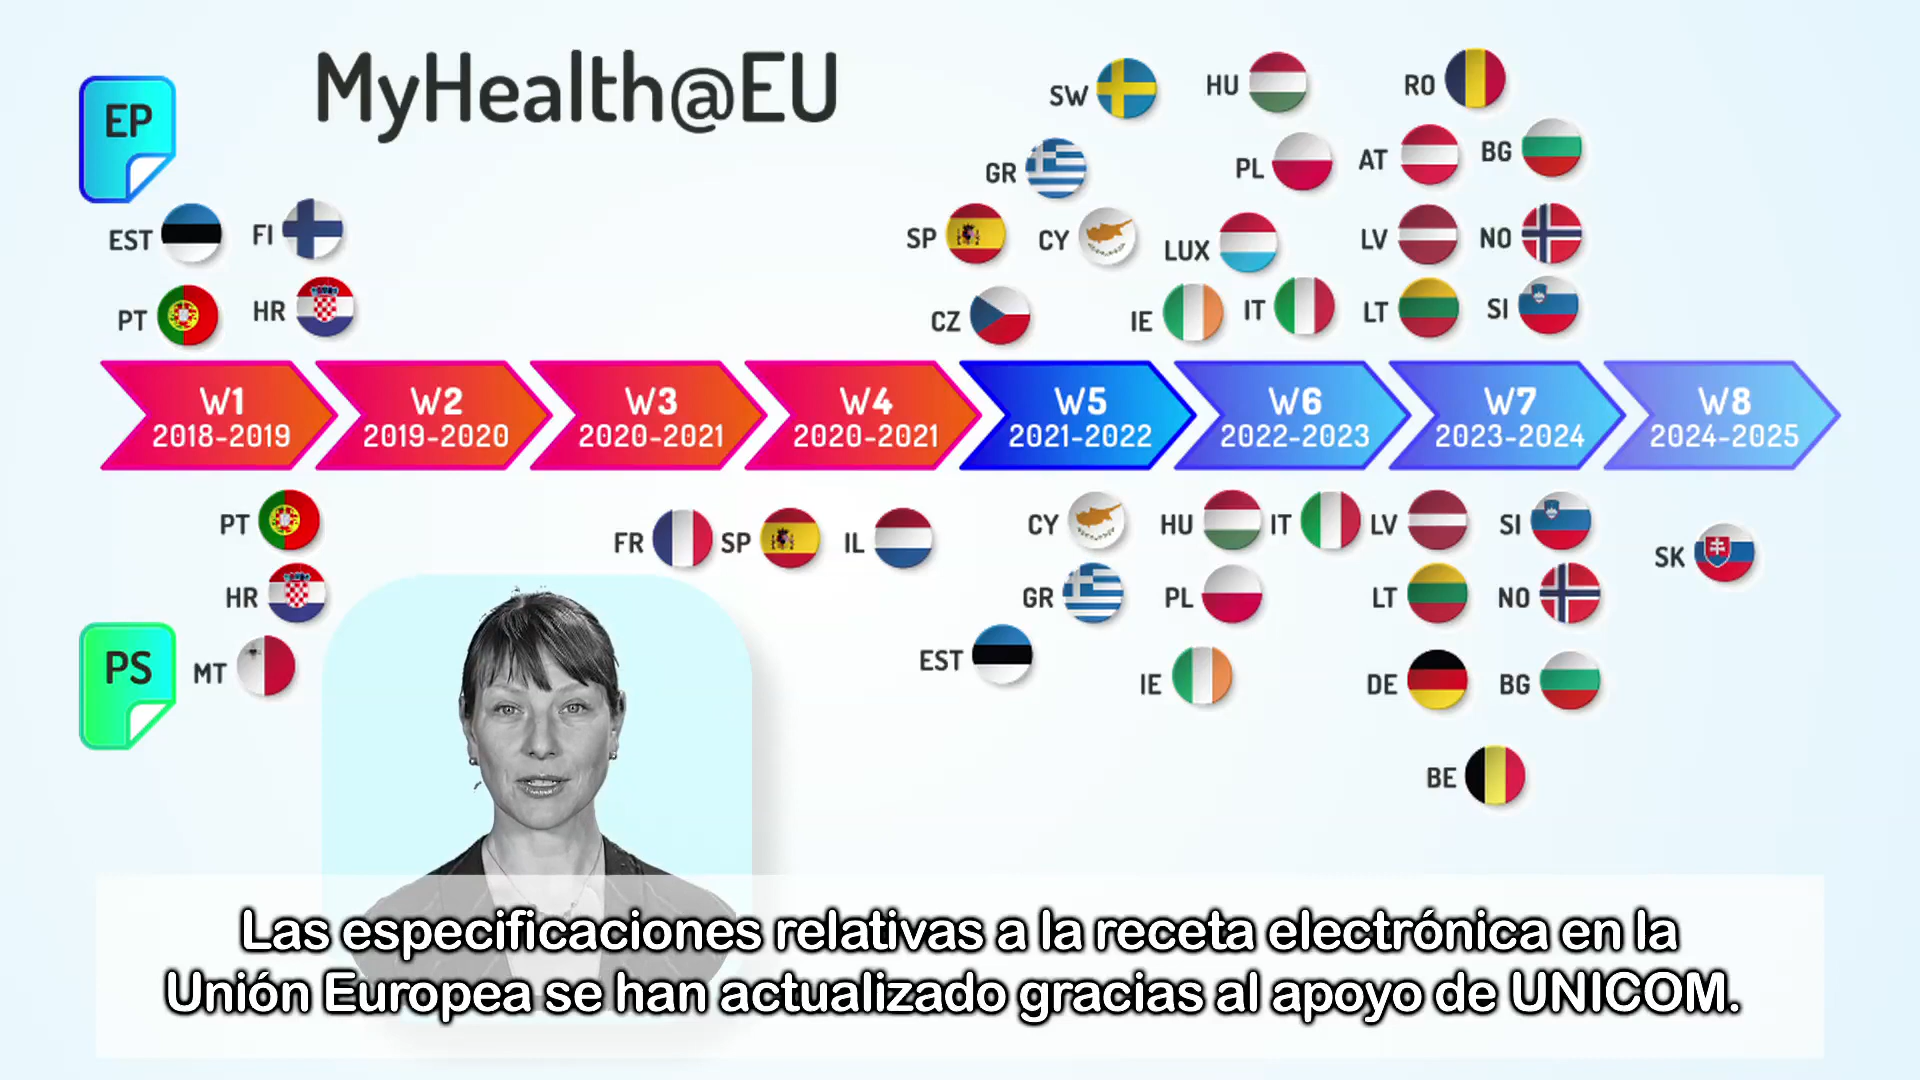 MyHealth@EU
EP
SW
HU
RO
GR
PL
AT
BG
EST
FI
SP
CY
LUX
LV
NO
PT
HR
CZ
IE
IT
LT
SI
W1
2018-2019
W2
2019-2020
W3
2020-2021
W4
2020-2021
W5
2021-2022
W6
2022-2023
W7
2023-2024
W8
2024-2025
PT
FR
SP
IL
CY
HU
IT
LV
SI
SK
HR
GR
PL
LT
NO
PS
MT
EST
IE
DE
BG
BE
Las especificaciones relativas a la receta electrónica en la
Unión Europea se han actualizado gracias al apoyo de UNICOM.